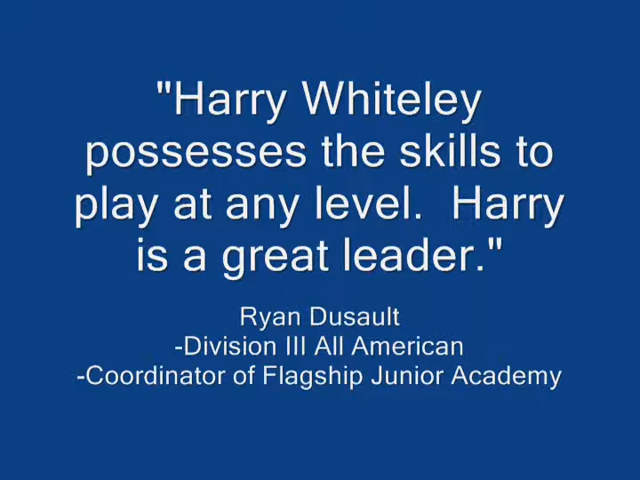 "Harry Whiteley
possesses the skills to
play at any level.  Harry
is a great leader."
Ryan Dusault
-Division III All American
-Coordinator of Flagship Junior Academy